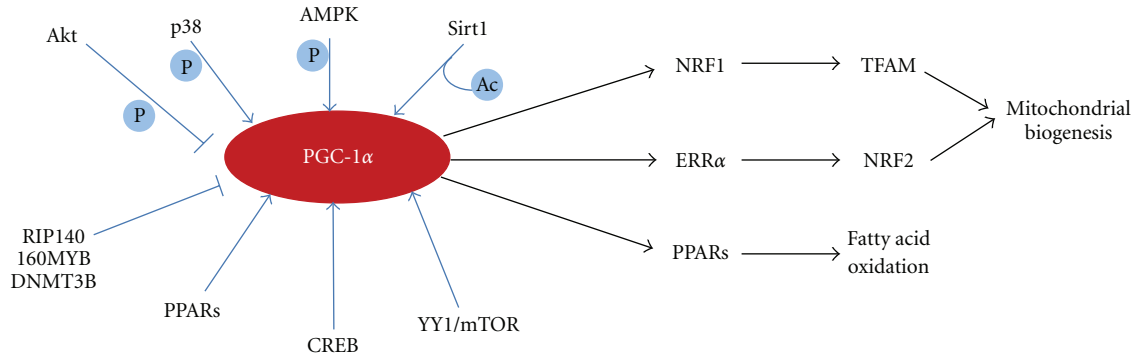 Akt
p38
AMPK
Sirt1
P
P
P
Ac
PGC-1α
RIP140
160MYB
DNMT3B
PPARs
CREB
YY1/mTOR
NRF1
TFAM
ERRα
NRF2
Mitochondrial
biogenesis
PPARs
Fatty acid
oxidation